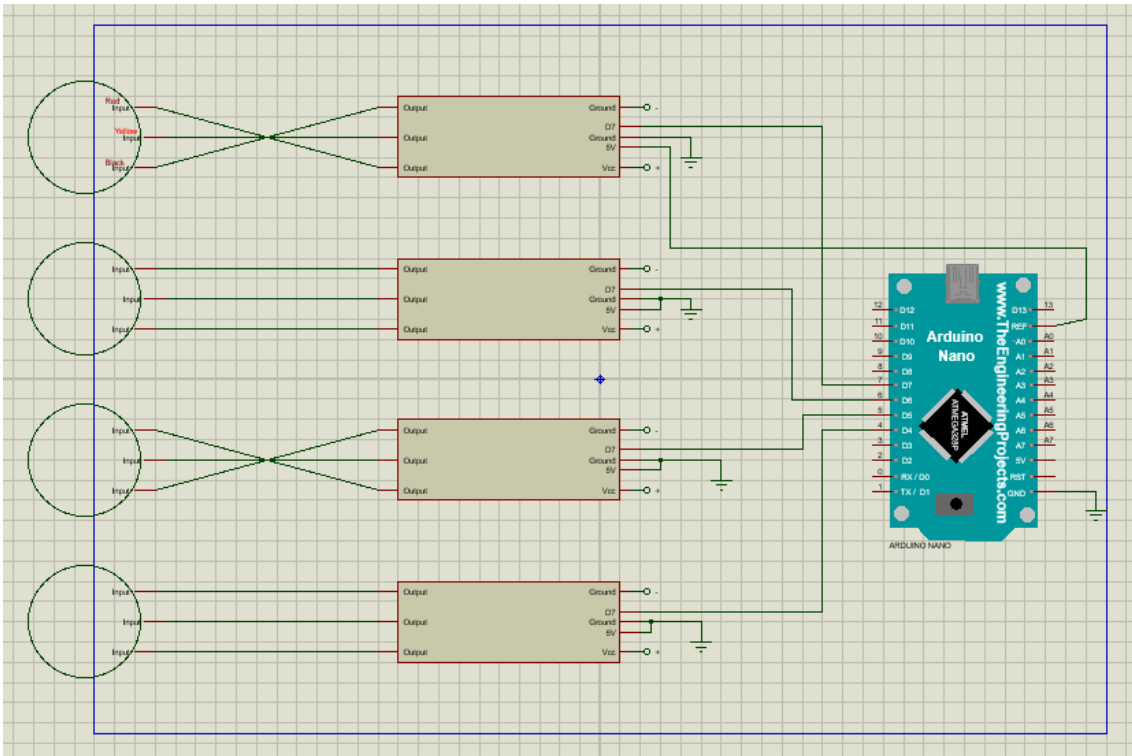 Red
Input
Yellow
Input
Black
Input
Output
Output
Output
Ground
-
D7
Ground
5V
Vcc
+
Input
Input
Input
Output
Output
Output
Ground
-
D7
Ground
5V
Vcc
+
Input
Input
Input
Output
Output
Output
Ground
-
D7
Ground
5V
Vcc
+
Input
Input
Input
Output
Output
Output
Ground
-
D7
Ground
5V
Vcc
+
12 D12
11 D11
10 D10
9 D9
8 D8
7 D7
6 D6
5 D5
4 D4
3 D3
2 D2
0 RX / D0
1 TX / D1
Arduino
Nano
ATMEL
ATMEGA328P
www.TheEngineeringProjects.com
D13 13
REF
A0 A0
A1 A1
A2 A2
A3 A3
A4 A4
A5 A5
A6 A6
A7 A7
5V
RST
GND
ARDUINO NANO